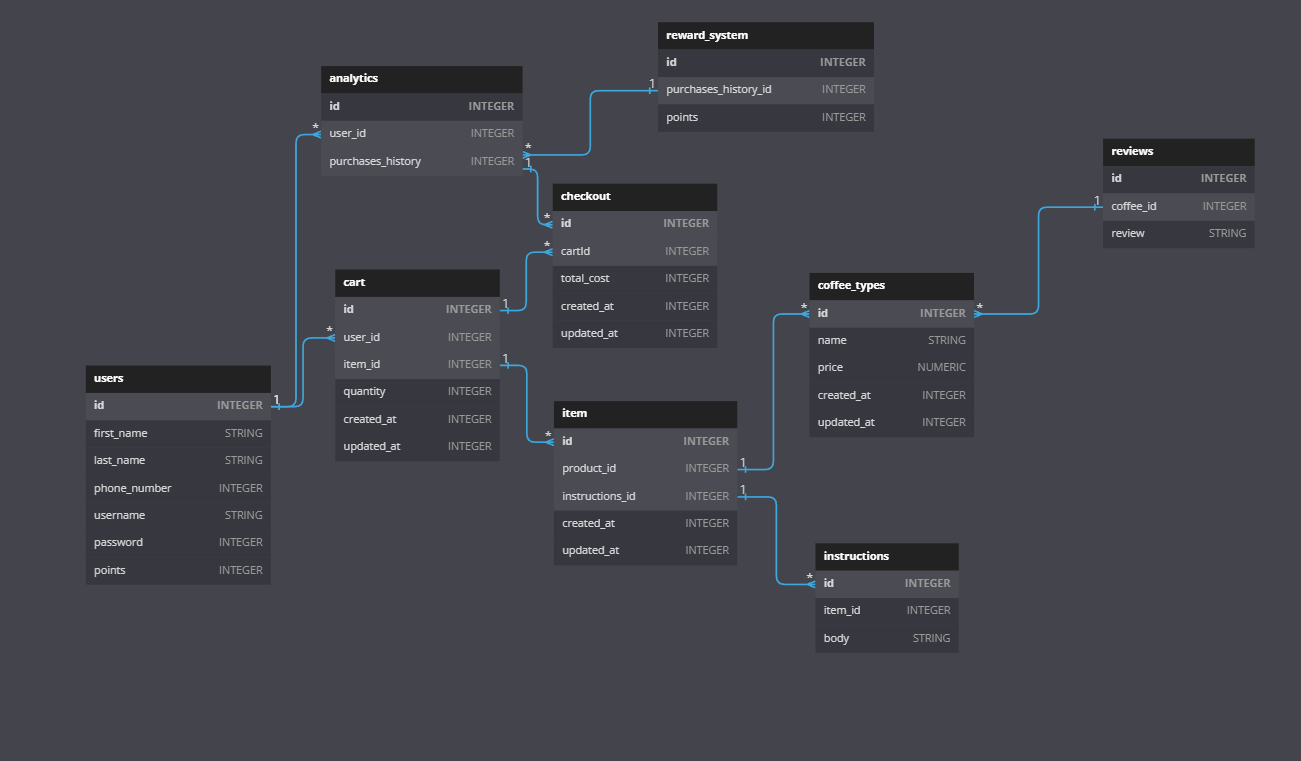 reward_system
id INTEGER
purchases_history_id INTEGER
points INTEGER
analytics
id INTEGER
user_id INTEGER
purchases_history INTEGER
1
*
*
1
reviews
id INTEGER
coffee_id INTEGER
review STRING
1
checkout
id INTEGER
cartId INTEGER
total_cost INTEGER
created_at INTEGER
updated_at INTEGER
*
*
cart
id INTEGER
user_id INTEGER
item_id INTEGER
quantity INTEGER
created_at INTEGER
updated_at INTEGER
1
*
1
coffee_types
id INTEGER
name STRING
price NUMERIC
created_at INTEGER
updated_at INTEGER
*
*
users
id INTEGER
first_name STRING
last_name STRING
phone_number INTEGER
username STRING
password INTEGER
points INTEGER
1
item
id INTEGER
product_id INTEGER
instructions_id INTEGER
created_at INTEGER
updated_at INTEGER
*
1
1
instructions
id INTEGER
item_id INTEGER
body STRING
*